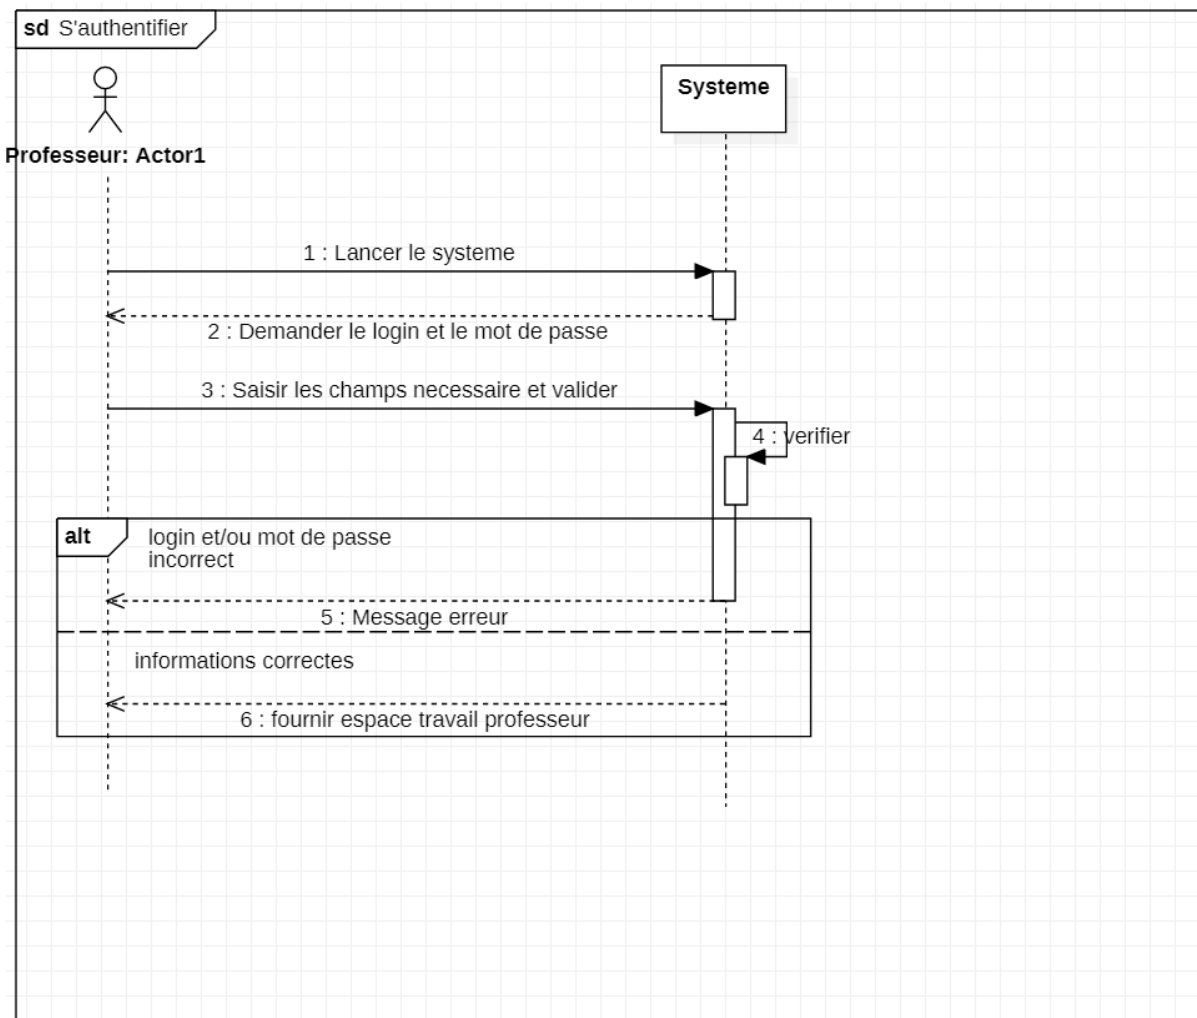 sd S'authentifier
Systeme
Professeur: Actor1
1 : Lancer le systeme
2 : Demander le login et le mot de passe
3 : Saisir les champs necessaire et valider
4 : verifier
alt
login et/ou mot de passe
incorrect
5 : Message erreur
informations correctes
6 : fournir espace travail professeur